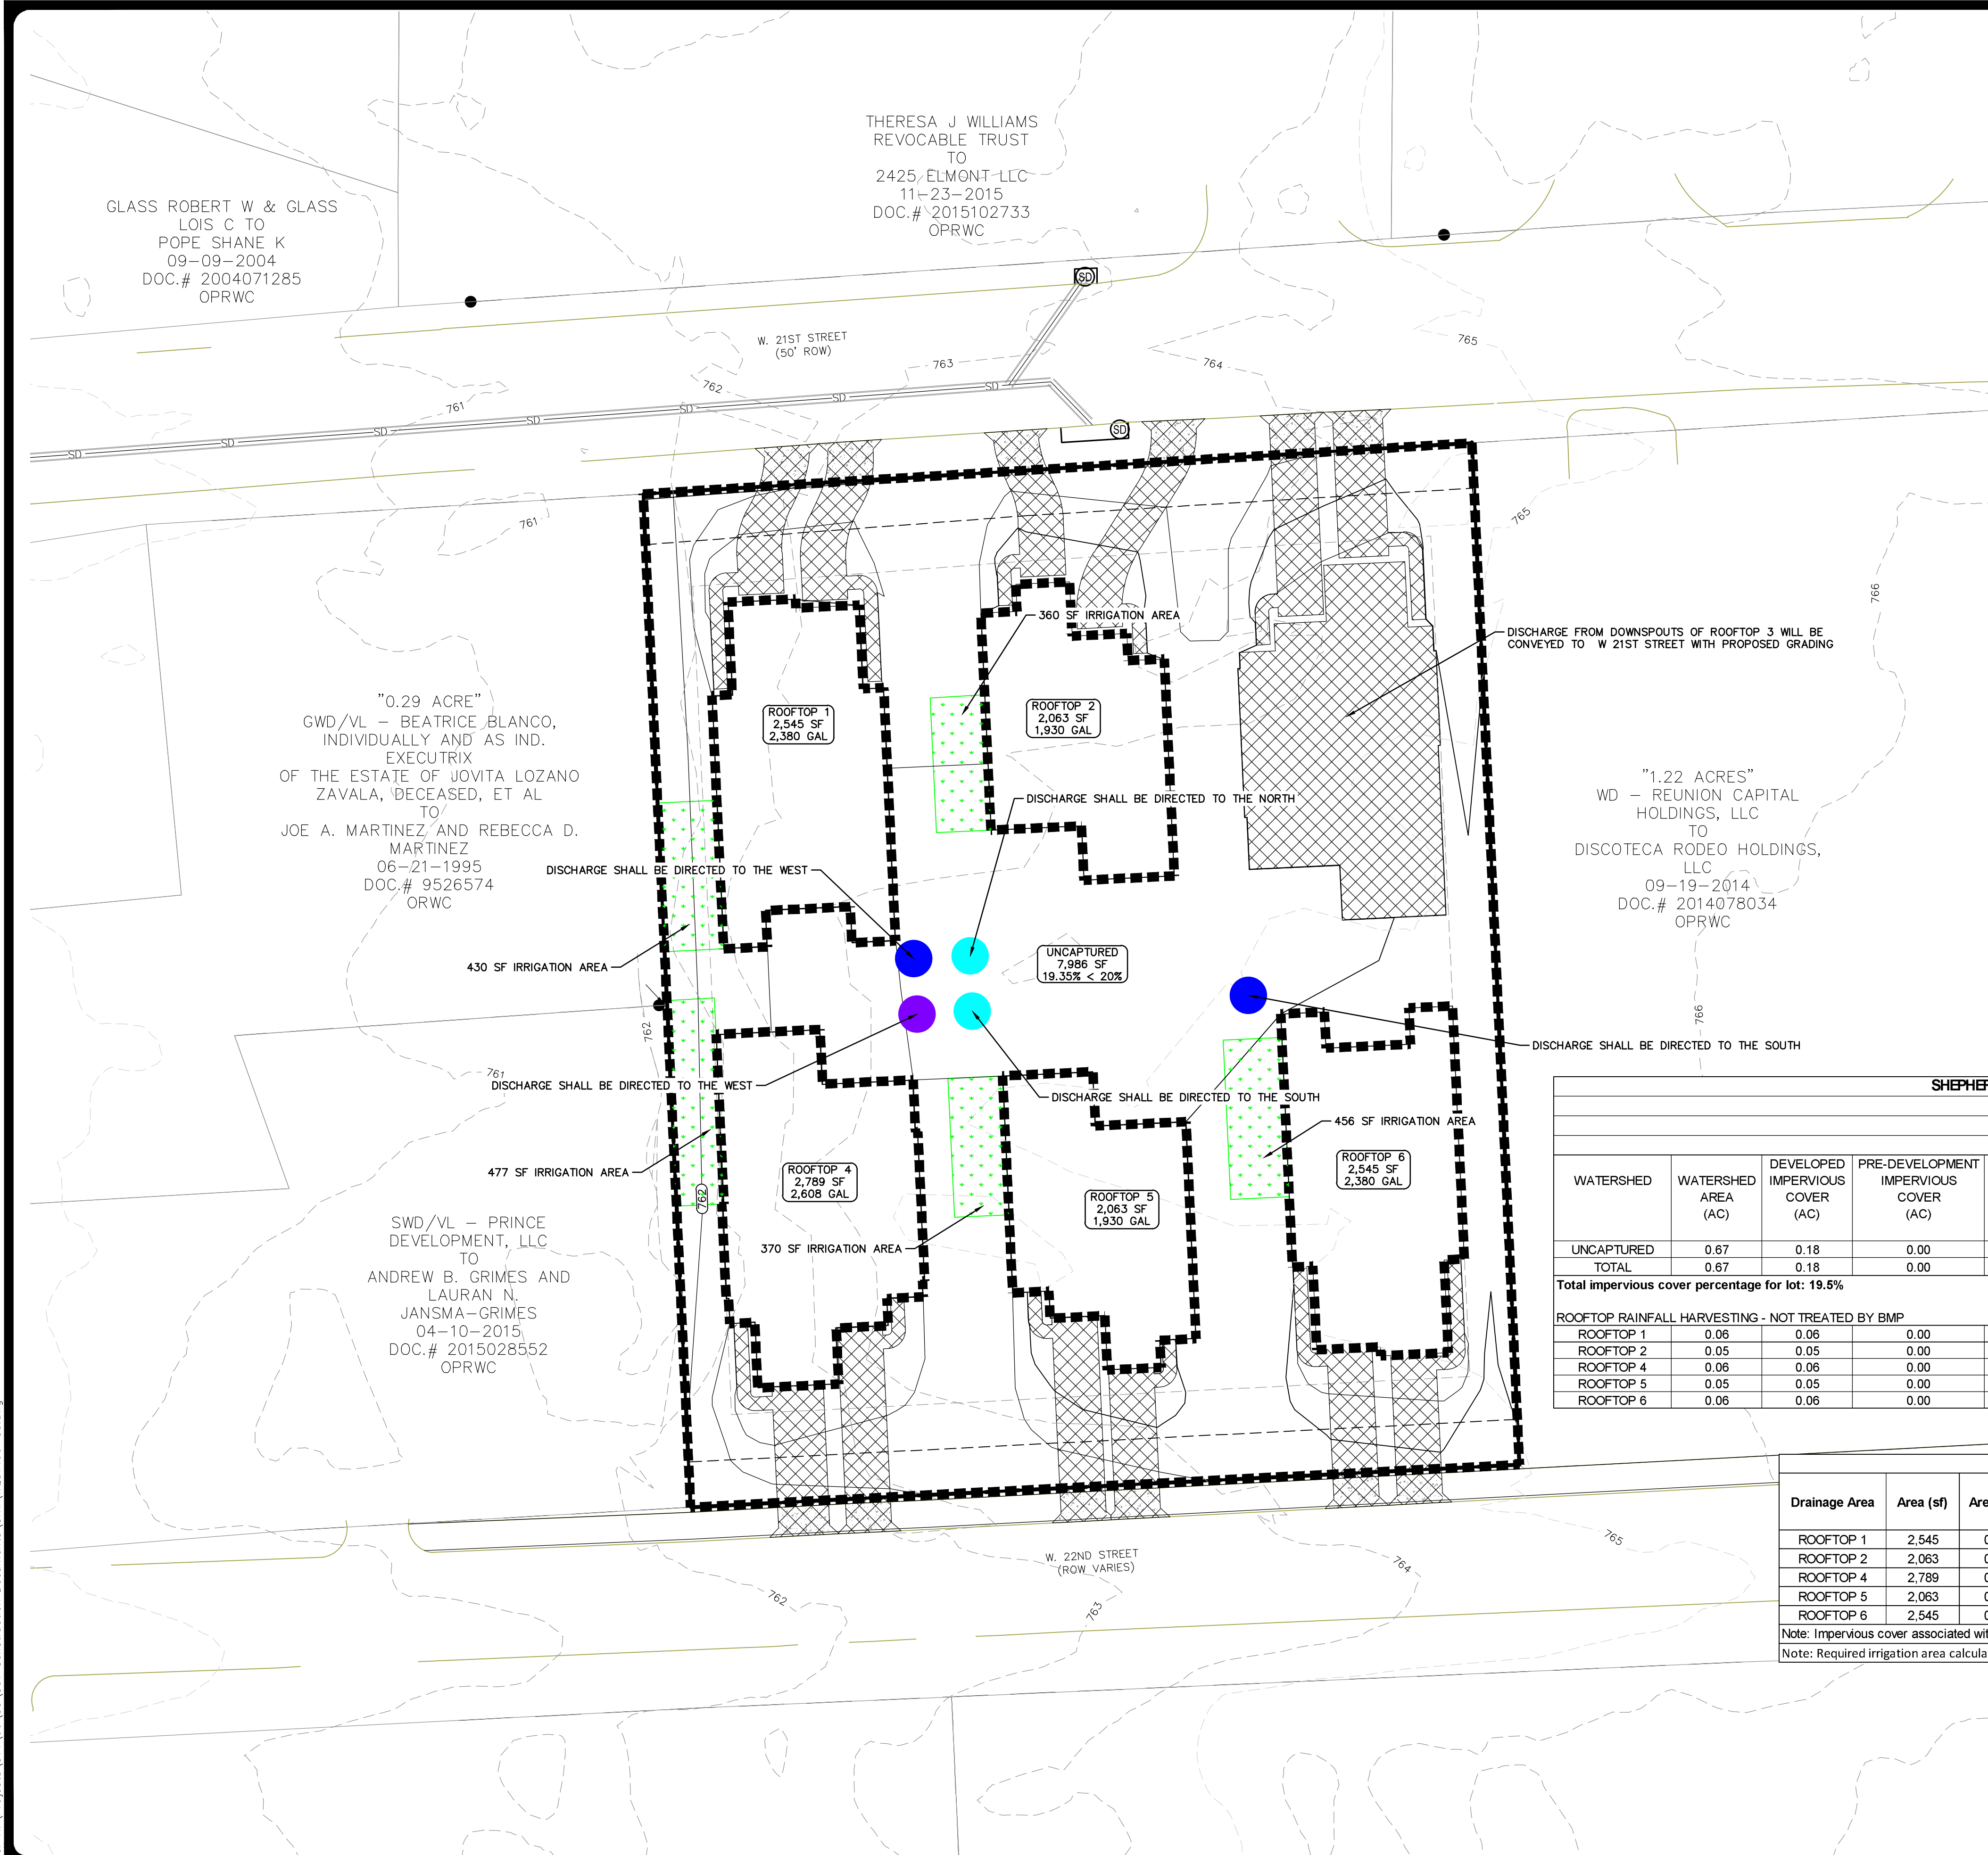 THERESA J WILLIAMS
REVOCABLE TRUST
TO
2425 ELMONT LLC
11-23-2015
DOC.# 2015102733
OPRWC
GLASS ROBERT W & GLASS
LOIS C TO
POPE SHANE K
09-09-2004
DOC.# 2004071285
OPRWC
SD
W. 21ST STREET
(50' ROW)
765
763
764
762
761
SD
SD
SD
SD
SD
SD
SD
SD
761
765
766
360 SF IRRIGATION AREA
DISCHARGE FROM DOWNSPOUTS OF ROOFTOP 3 WILL BE
CONVEYED TO W 21ST STREET WITH PROPOSED GRADING
"0.29 ACRE"
GWD/VL - BEATRICE BLANCO,
INDIVIDUALLY AND AS IND.
EXECUTRIX
OF THE ESTATE OF JOVITA LOZANO
ZAVALA, DECEASED, ET AL
TO
JOE A. MARTINEZ AND REBECCA D.
MARTINEZ
06-21-1995
DOC.# 9526574
ORWC
ROOFTOP 1
2,545 SF
2,380 GAL
ROOFTOP 2
2,063 SF
1,930 GAL
"1.22 ACRES"
WD - REUNION CAPITAL
HOLDINGS, LLC
TO
DISCOTECA RODEO HOLDINGS,
LLC
09-19-2014
DOC.# 2014078034
OPRWC
DISCHARGE SHALL BE DIRECTED TO THE NORTH
DISCHARGE SHALL BE DIRECTED TO THE WEST
430 SF IRRIGATION AREA
UNCAPTURED
7,986 SF
19.35% < 20%
762
766
DISCHARGE SHALL BE DIRECTED TO THE SOUTH
761
DISCHARGE SHALL BE DIRECTED TO THE WEST
DISCHARGE SHALL BE DIRECTED TO THE SOUTH
456 SF IRRIGATION AREA
477 SF IRRIGATION AREA
762
ROOFTOP 4
2,789 SF
2,608 GAL
ROOFTOP 5
2,063 SF
1,930 GAL
ROOFTOP 6
2,545 SF
2,380 GAL
370 SF IRRIGATION AREA
SWD/VL - PRINCE
DEVELOPMENT, LLC
TO
ANDREW B. GRIMES AND
LAURAN N.
JANSMA-GRIMES
04-10-2015
DOC.# 2015028552
OPRWC
WATERSHED WATERSHED AREA (AC) DEVELOPED IMPERVIOUS COVER (AC) PRE-DEVELOPMENT IMPERVIOUS COVER (AC)
UNCAPTURED 0.67 0.18 0.00
TOTAL 0.67 0.18 0.00
Total impervious cover percentage for lot: 19.5%
ROOFTOP RAINFALL HARVESTING - NOT TREATED BY BMP
ROOFTOP 1 0.06 0.06 0.00
ROOFTOP 2 0.05 0.05 0.00
ROOFTOP 4 0.06 0.06 0.00
ROOFTOP 5 0.05 0.05 0.00
ROOFTOP 6 0.06 0.06 0.00
Drainage Area Area (sf)
ROOFTOP 1 2,545
ROOFTOP 2 2,063
ROOFTOP 4 2,789
ROOFTOP 5 2,063
ROOFTOP 6 2,545
Note: Impervious cover associated
Note: Required irrigation area
W. 22ND STREET
(ROW VARIES)
765
764
763
762